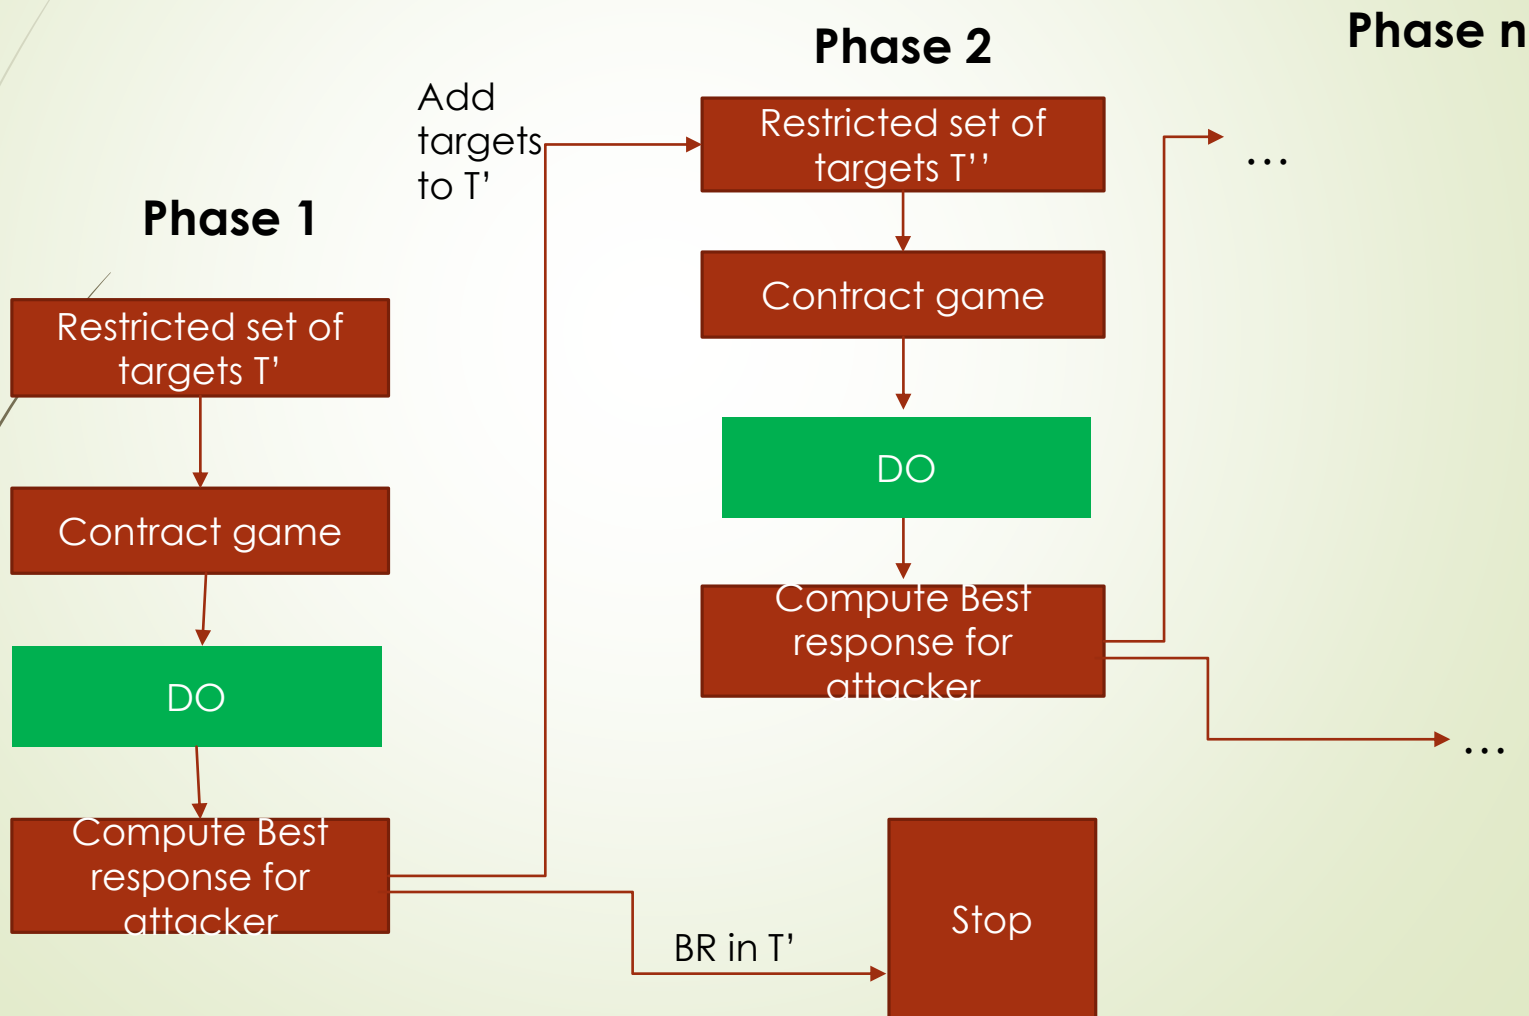 Phase 1
Restricted set of
targets T’
Contract game
DO
Compute Best
response for
attacker
Add
targets
to T’
BR in T’
Stop
Phase 2
Restricted set of
targets T’’
Contract game
DO
Compute Best
response for
attacker
Phase n
…
…